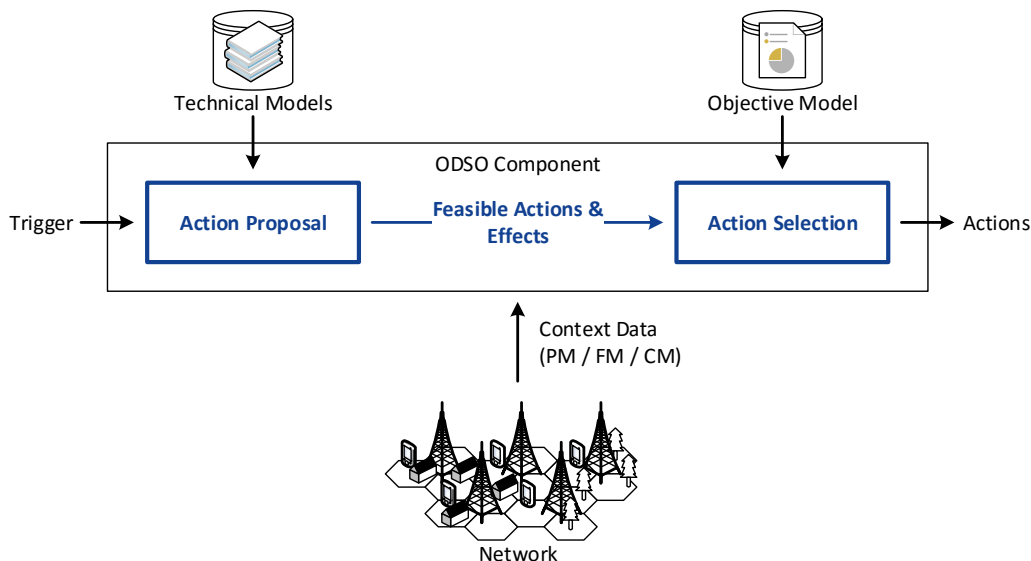 Technical Models
Objective Model
ODSO Component
Trigger
Action Proposal
Feasible Actions &
Effects
Action Selection
Actions
Context Data
(PM / FM / CM)
Network